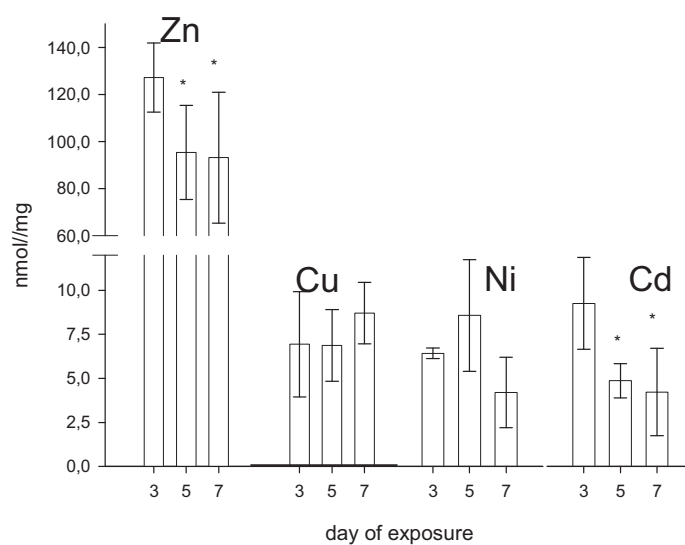 Zn
140,0
120,0
100,0
80,0
60,0
nmol//mg
Cu
Ni
Cd
10,0
7,5
5,0
2,5
0,0
* * * *
3 5 7 3 5 7 3 5 7 3 5 7
day of exposure